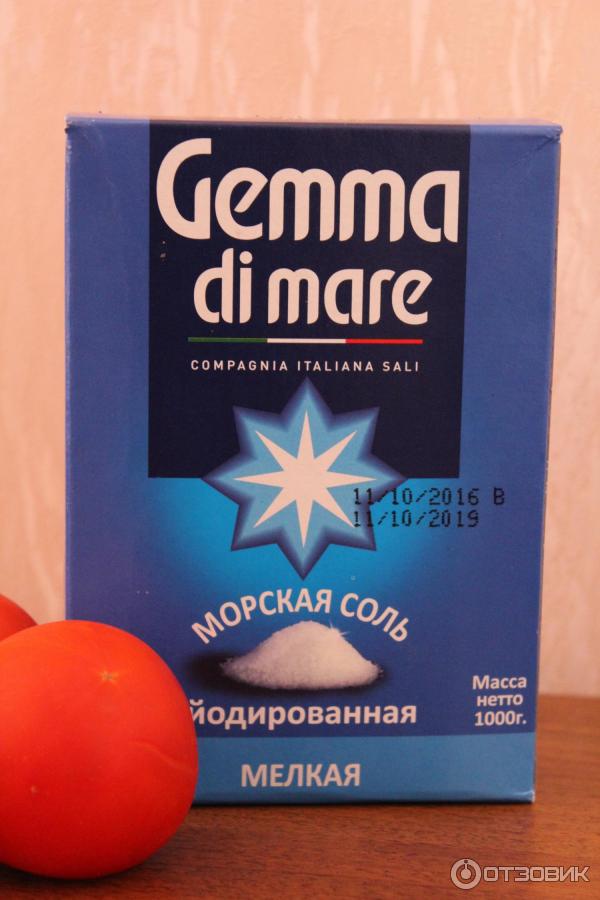 Gemma
di mare
COMPAGNIA ITALIANA SALI
11/10/2016 B
11/10/2019
МОРСКАЯ СОЛЬ
йодированная
Масса
нетто
1000г.
МЕЛКАЯ
ОТЗОВИК